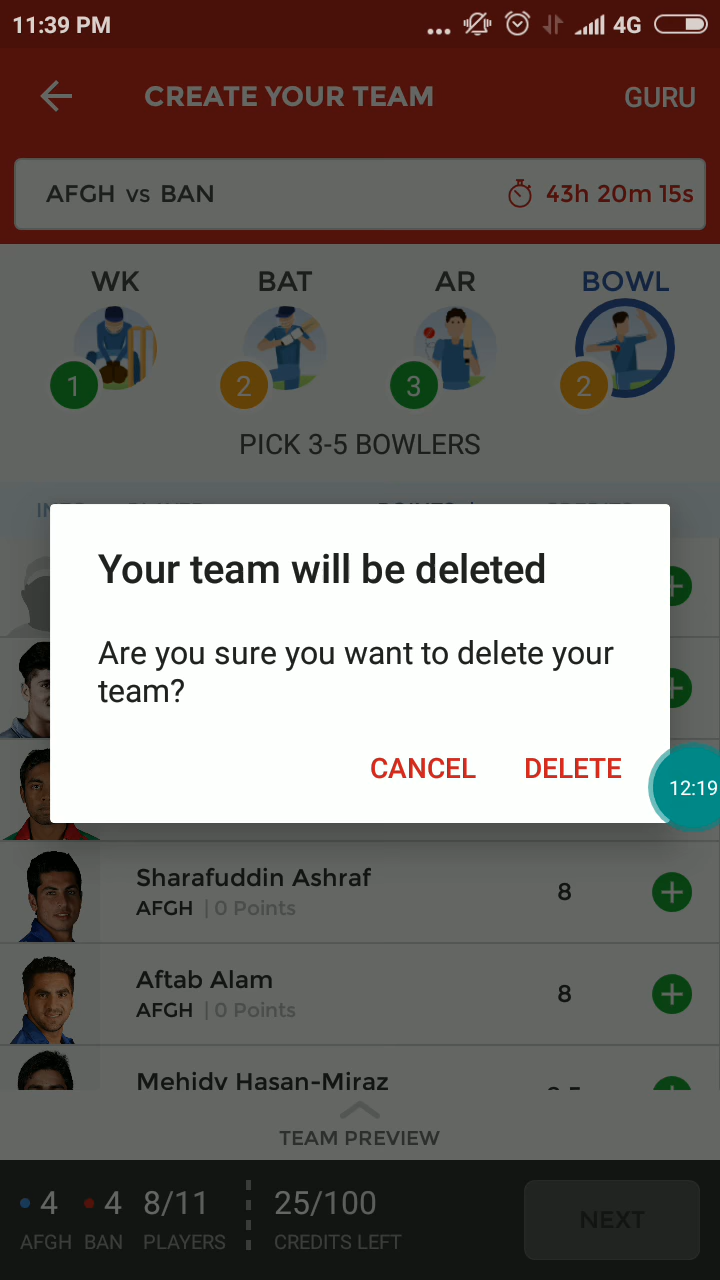 11:39 PM
4G
CREATE YOUR TEAM
GURU
AFGH vs BAN
43h 20m 15s
WK
BAT
AR
BOWL
1
2
3
2
PICK 3-5 BOWLERS
Your team will be deleted
Are you sure you want to delete your
team?
CANCEL
DELETE
12:19
Sharafuddin Ashraf
AFGH | 0 Points
8
Aftab Alam
AFGH | 0 Points
8
Mehidy Hasan-Miraz
TEAM PREVIEW
4
4
8/11
25/100
AFGH
BAN
PLAYERS
CREDITS LEFT
NEXT